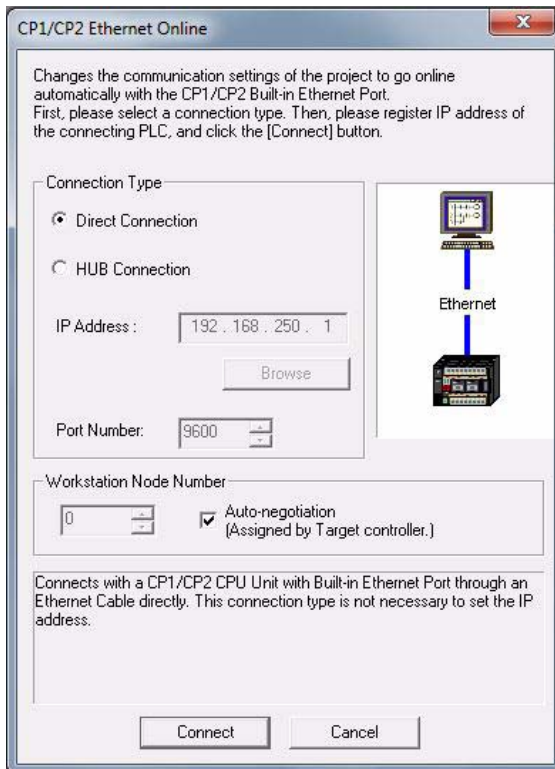 CP1/CP2 Ethernet Online
Changes the communication settings of the project to go online
automatically with the CP1/CP2 Built-in Ethernet Port.
First, please select a connection type. Then, please register IP address of
the connecting PLC, and click the [Connect] button.
Connection Type
Direct Connection
HUB Connection
IP Address :
192 . 168 . 250 . 1
Browse
Port Number:
9600
Ethernet
Workstation Node Number
0
Auto-negotiation
(Assigned by Target controller.)
Connects with a CP1/CP2 CPU Unit with Built-in Ethernet Port through an
Ethernet Cable directly. This connection type is not necessary to set the IP
address.
Connect
Cancel